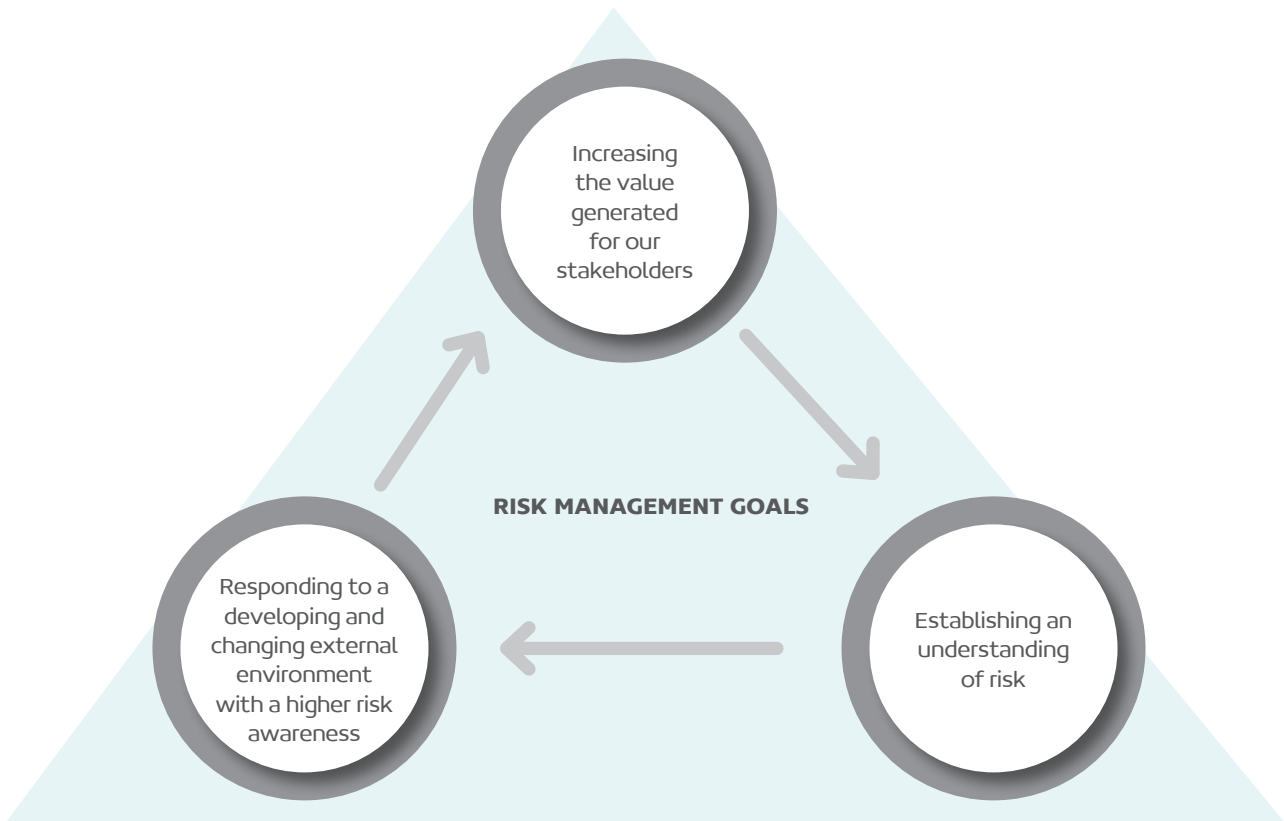 Increasing
the value
generated
for our
stakeholders
RISK MANAGEMENT GOALS
Responding to a
developing and
changing external
environment
with a higher risk
awareness
Establishing an
understanding
of risk